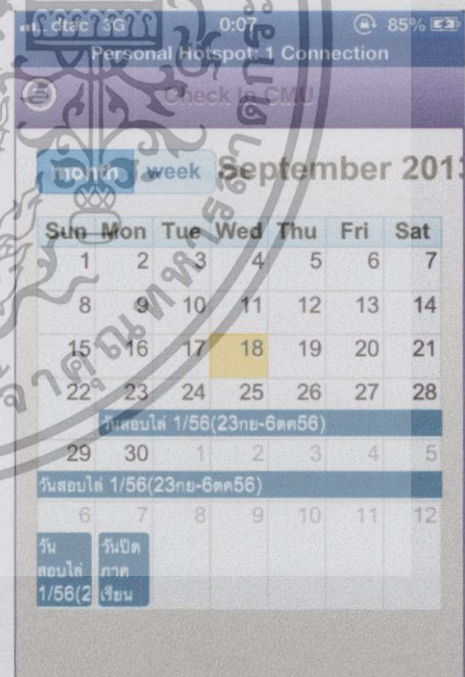 dtac 3G 0:07 85%
Personal Hotspot: 1 Connection
Check In CMU
month week September 2013
Sun Mon Tue Wed Thu Fri Sat
1 2 3 4 5 6 7
8 9 10 11 12 13 14
15 16 17 18 19 20 21
22 23 24 25 26 27 28
วันสอบไล่ 1/56(23กย-6ตค56)
29 30 1 2 3 4 5
วันสอบไล่ 1/56(23กย-6ตค56)
6 7 8 9 10 11 12
วัน
สอบไล่
1/56(2
วันปิด
ภาค
เรียน